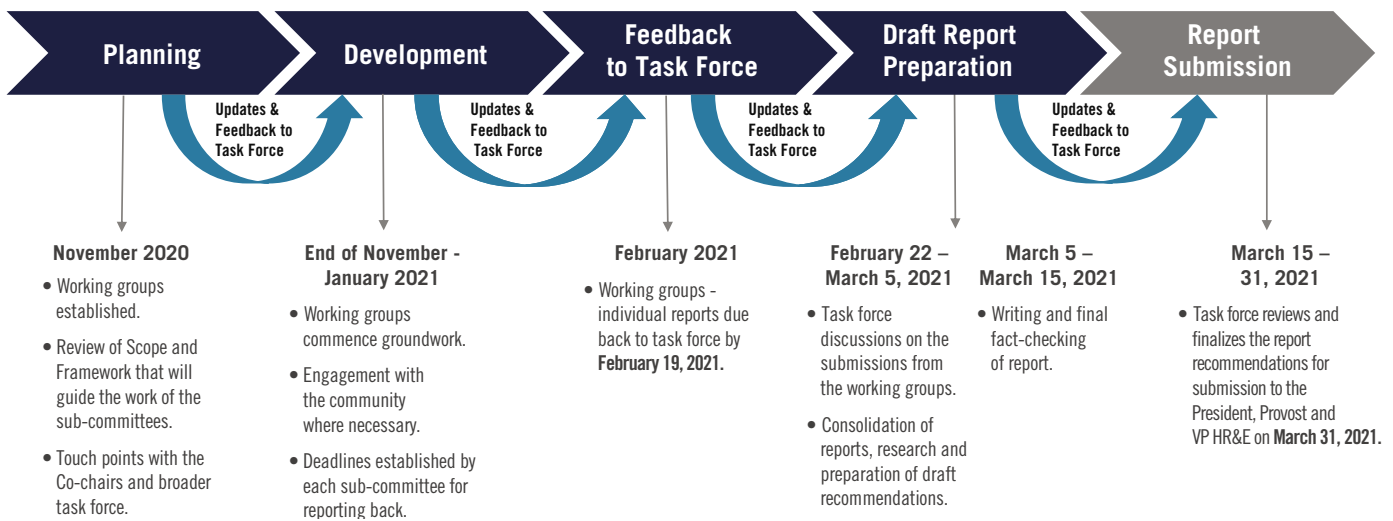 Planning
Development
Feedback
to Task Force
Draft Report
Preparation
Report
Submission
Updates &
Feedback to
Task Force
Updates &
Feedback to
Task Force
Updates &
Feedback to
Task Force
Updates &
Feedback to
Task Force
November 2020
• Working groups
established.
• Review of Scope and
Framework that will
guide the work of the
sub-committees.
• Touch points with the
Co-chairs and broader
task force.
End of November -
January 2021
• Working groups
commence groundwork.
• Engagement with
the community
where necessary.
• Deadlines established by
each sub-committee for
reporting back.
February 2021
• Working groups -
individual reports due
back to task force by
February 19, 2021.
February 22 –
March 5, 2021
• Task force
discussions on the
submissions from
the working groups.
• Consolidation of
reports, research and
preparation of draft
recommendations.
March 5 –
March 15, 2021
• Writing and final
fact-checking
of report.
March 15 –
31, 2021
• Task force reviews and
finalizes the report
recommendations for
submission to the
President, Provost and
VP HR&E on March 31, 2021.